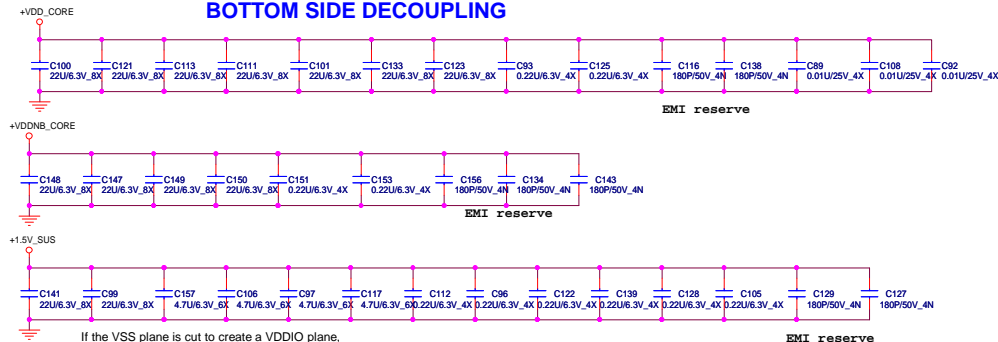 BOTTOM SIDE DECOUPLING
+VDD_CORE
C100 C121 C113 C111 C101 C133 C123 C93 C125 C116 C138 C89 C108 C92
22U/6.3V_8X 22U/6.3V_8X 22U/6.3V_8X 22U/6.3V_8X 22U/6.3V_8X 22U/6.3V_8X 22U/6.3V_8X 0.22U/6.3V_4X 0.22U/6.3V_4X 180P/50V_4N 180P/50V_4N 0.01U/25V_4X 0.01U/25V_4X 0.01U/25V_4X
EMI reserve
+VDDNB_CORE
C148 C147 C149 C150 C151 C153 C156 C134 C143
22U/6.3V_8X 22U/6.3V_8X 22U/6.3V_8X 22U/6.3V_8X 0.22U/6.3V_4X 0.22U/6.3V_4X 180P/50V_4N 180P/50V_4N 180P/50V_4N
EMI reserve
+1.5V_SUS
C141 C99 C157 C106 C97 C117 C112 C96 C122 C139 C128 C105 C129 C127
22U/6.3V_8X 22U/6.3V_8X 4.7U/6.3V_6X 4.7U/6.3V_6X 4.7U/6.3V_6X 4.7U/6.3V_6X 0.22U/6.3V_4X 0.22U/6.3V_4X 0.22U/6.3V_4X 0.22U/6.3V_4X 0.22U/6.3V_4X 0.22U/6.3V_4X 180P/50V_4N 180P/50V_4N
If the VSS plane is cut to create a VDDIO plane,
EMI reserve